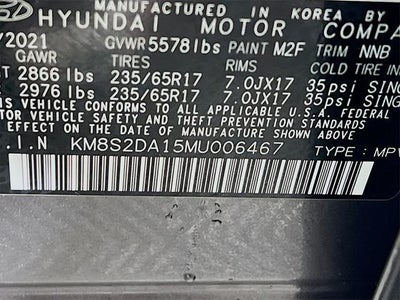 MANUFACTURED IN KOREA
HYUNDAI MOTOR COMPA
/2021 GVWR 5578 lbs PAINT M2F TRIM NNB
GAWR TIRES RIMS COLD TIRE IN
T 2866 lbs 235/65R17 7.0JX17 35psi SING
2976 lbs 235/65R17 7.0JX17 35psi SING
IS VEHICLE CONFORMS TO ALL APPLICABLE U.S.A. FEDERAL
TOR VEHICLE SAFETY AND THEFT PREVENTION STANDARDS
EFFECT ON THE DATE OF MANUFACTURE SHOWN ABOVE.
.I.N KM8S2DA15MU006467 TYPE : MPV